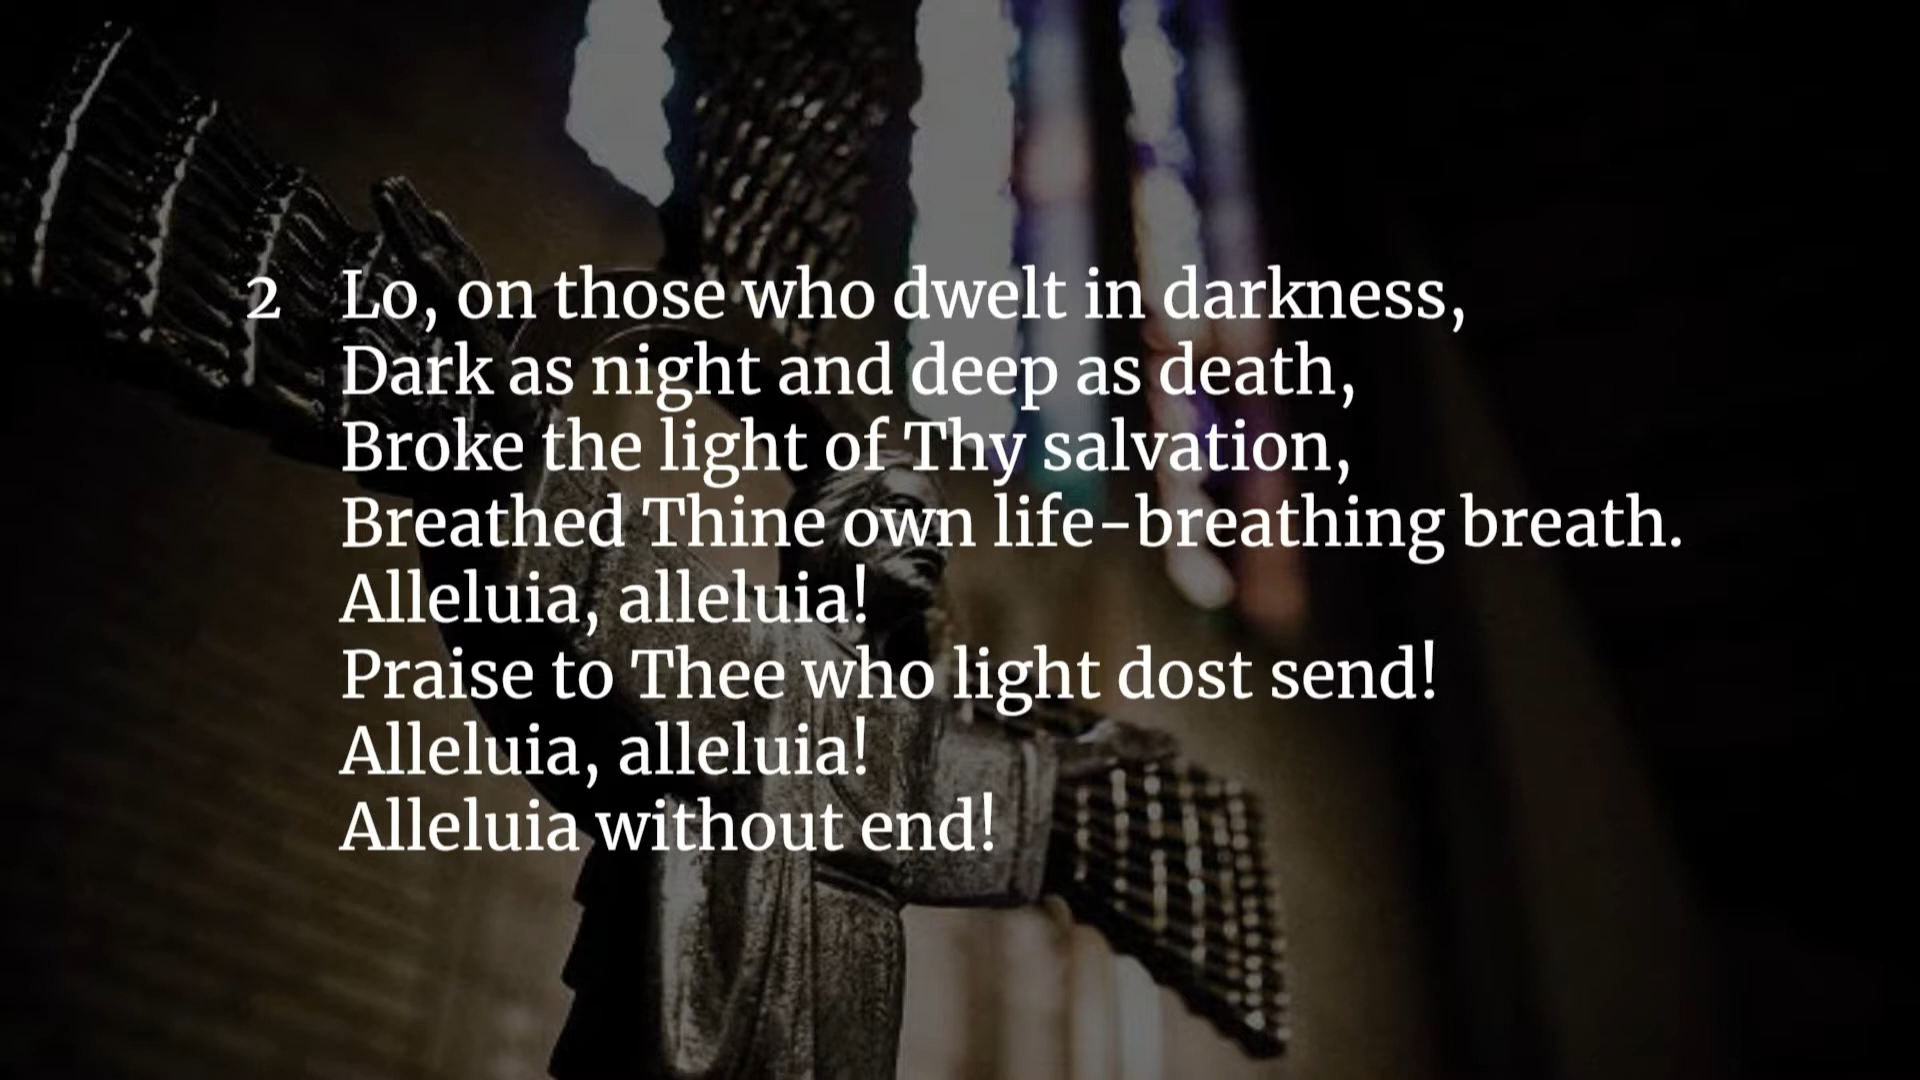 2 Lo, on those who dwelt in darkness,
Dark as night and deep as death,
Broke the light of Thy salvation,
Breathed Thine own life-breathing breath.
Alleluia, alleluia!
Praise to Thee who light dost send!
Alleluia, alleluia!
Alleluia without end!